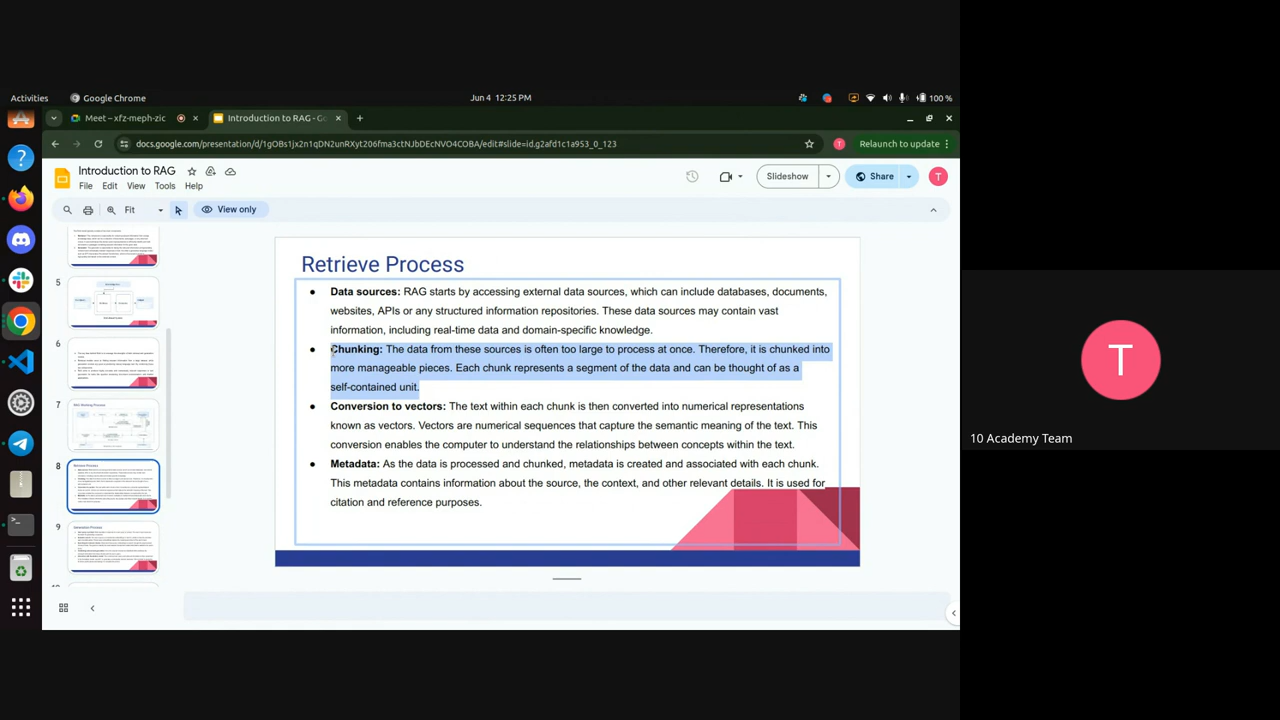 Activities
Google Chrome
Jun 4 12:25 PM
100 %
Meet – xfz-meph-zic
Introduction to RAG - Go
docs.google.com/presentation/d/1gOBs1jx2n1qDN2unRXyt206fma3ctNJbDEcNVO4COBA/edit#slide=id.g2afd1c1a953_0_123
Relaunch to update
Introduction to RAG
File Edit View Tools Help
Slideshow
Share
T
Fit
View only
5
6
7
8
9
Retrieve Process
● Data sources: RAG starts by accessing external data sources, which can include databases, documents,
websites, APIs or any structured information repositories. These data sources may contain vast
information, including real-time data and domain-specific knowledge.
● Chunking: The data from these sources is often too large to process at once. Therefore, it is chunked into
more manageable pieces. Each chunk represents a segment of the data and can be thought of as a
self-contained unit.
● Conversion to vectors: The text within each chunk is then converted into numerical representations
known as vectors. Vectors are numerical sequences that capture the semantic meaning of the text. This
conversion enables the computer to understand the relationships between concepts within the text.
● Metadata: As the data is processed and chunked, metadata is created and associated with each chunk.
This metadata contains information about the source, the context, and other relevant details. It is used for
citation and reference purposes.
T
10 Academy Team